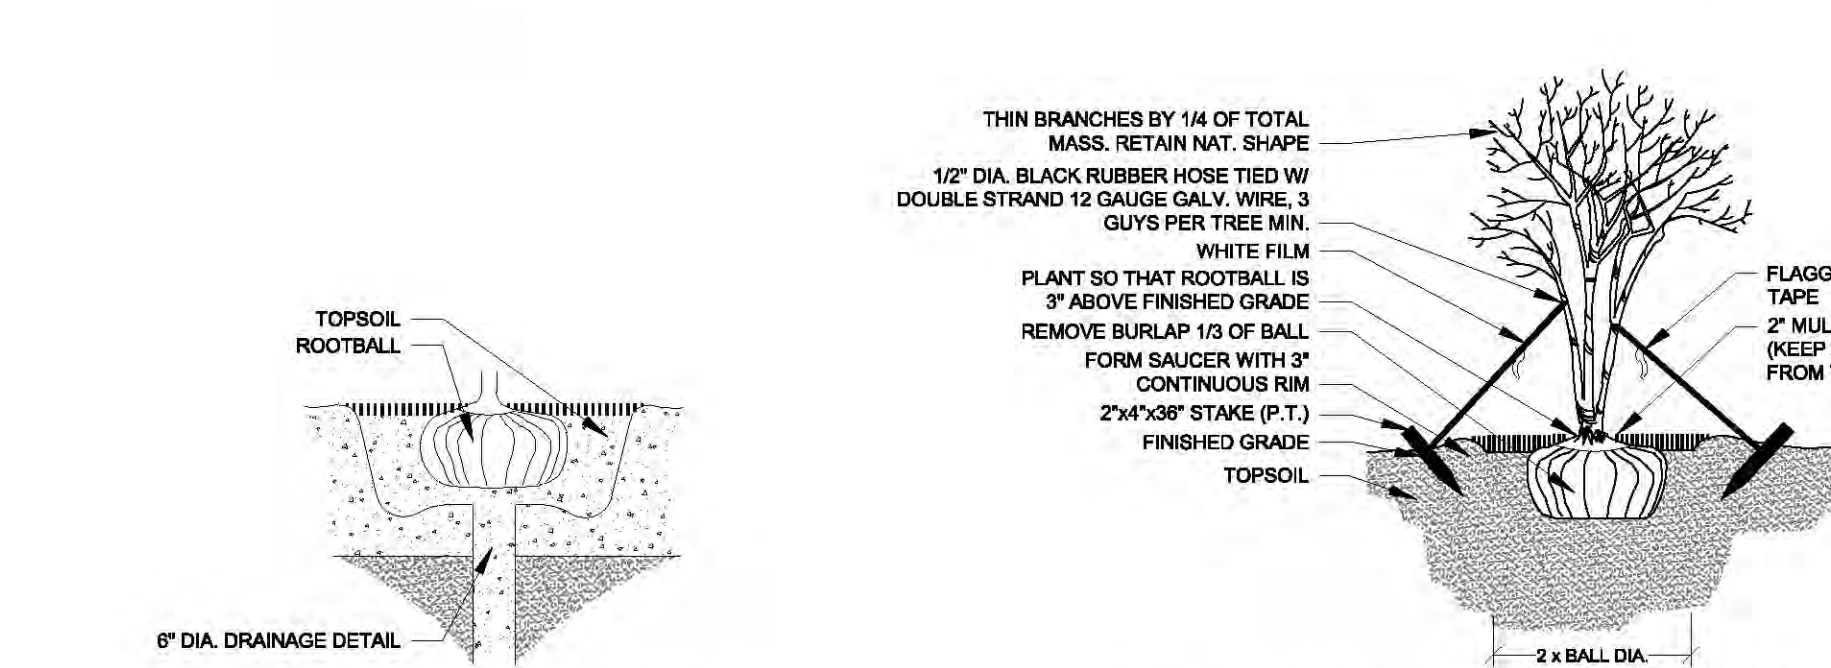 TOPSOIL
ROOTBALL
6" DIA. DRAINAGE DETAIL
THIN BRANCHES BY 1/4 OF TOTAL
MASS. RETAIN NAT. SHAPE
1/2" DIA. BLACK RUBBER HOSE TIED W/
DOUBLE STRAND 12 GAUGE GALV. WIRE, 3
GUYS PER TREE MIN.
WHITE FILM
PLANT SO THAT ROOTBALL IS
3" ABOVE FINISHED GRADE
REMOVE BURLAP 1/3 OF BALL
FORM SAUCER WITH 3"
CONTINUOUS RIM
2"x4"x36" STAKE (P.T.)
FINISHED GRADE
TOPSOIL
FLAGG
TAPE
2" MUL
(KEEP
FROM
2 x BALL DIA.